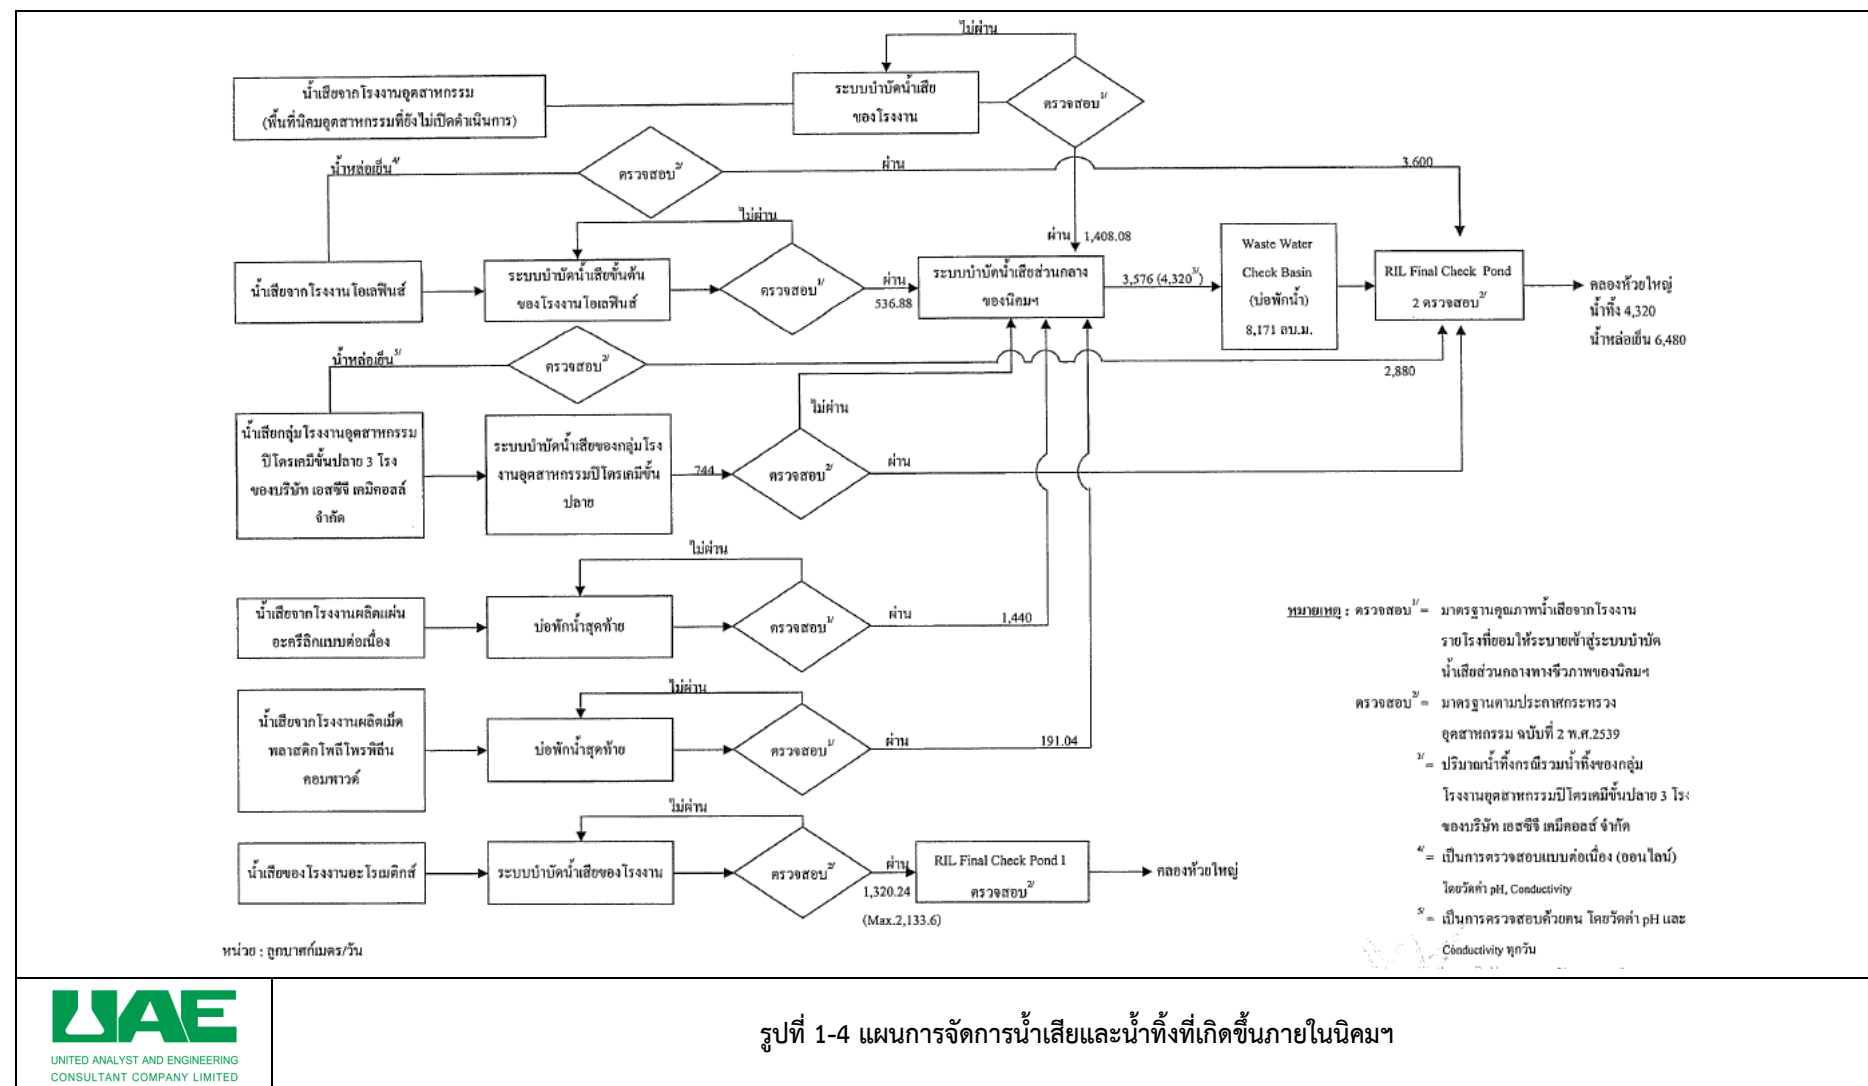 ไม่ผ่าน
น้ำเสียจากโรงงานอุตสาหกรรม
(พื้นที่นิคมอุตสาหกรรมที่ยังไม่เปิดดำเนินการ)
ระบบบำบัดน้ำเสีย
ของโรงงาน
ตรวจสอบ1/
น้ำหล่อเย็น4/
ตรวจสอบ2/
ผ่าน
3,600
ไม่ผ่าน
ผ่าน 1,408.08
น้ำเสียจากโรงงานโอเลฟินส์
ระบบบำบัดน้ำเสียขั้นต้น
ของโรงงานโอเลฟินส์
ตรวจสอบ1/
ผ่าน
536.88
ระบบบำบัดน้ำเสียส่วนกลาง
ของนิคมฯ
3,576 (4,3203/)
Waste Water
Check Basin
(บ่อพักน้ำ)
8,171 ลบ.ม.
RIL Final Check Pond
2 ตรวจสอบ2/
คลองห้วยใหญ่
น้ำทิ้ง 4,320
น้ำหล่อเย็น 6,480
น้ำหล่อเย็น5/
ตรวจสอบ2/
2,880
น้ำเสียกลุ่มโรงงานอุตสาหกรรม
ปิโตรเคมีขั้นปลาย 3 โรง
ของบริษัท เอสซีจี เคมิคอลส์
จำกัด
ระบบบำบัดน้ำเสียของกลุ่มโรง
งานอุตสาหกรรมปิโตรเคมีขั้น
ปลาย
744
ตรวจสอบ2/
ไม่ผ่าน
ผ่าน
ไม่ผ่าน
น้ำเสียจากโรงงานผลิตแผ่น
อะครีลิกแบบต่อเนื่อง
บ่อพักน้ำสุดท้าย
ตรวจสอบ1/
ผ่าน
1,440
ไม่ผ่าน
น้ำเสียจากโรงงานผลิตเม็ด
พลาสติกโพลีโพรพิลีน
คอมพาวด์
บ่อพักน้ำสุดท้าย
ตรวจสอบ1/
ผ่าน
191.04
ไม่ผ่าน
น้ำเสียของโรงงานอะโรเมติกส์
ระบบบำบัดน้ำเสียของโรงงาน
ตรวจสอบ2/
ผ่าน
1,320.24
(Max.2,133.6)
RIL Final Check Pond 1
ตรวจสอบ2/
คลองห้วยใหญ่
หมายเหตุ : ตรวจสอบ1/ = มาตรฐานคุณภาพน้ำเสียจากโรงงาน
รายโรงที่ยอมให้ระบายเข้าสู่ระบบบำบัด
น้ำเสียส่วนกลางทางชีวภาพของนิคมฯ
ตรวจสอบ2/ = มาตรฐานตามประกาศกระทรวง
อุตสาหกรรม ฉบับที่ 2 พ.ศ.2539
3/ = ปริมาณน้ำทิ้งกรณีรวมน้ำทิ้งของกลุ่ม
โรงงานอุตสาหกรรมปิโตรเคมีขั้นปลาย 3 โรง
ของบริษัท เอสซีจี เคมีคอลส์ จำกัด
4/ = เป็นการตรวจสอบแบบต่อเนื่อง (ออนไลน์)
โดยวัดค่า pH, Conductivity
5/ = เป็นการตรวจสอบด้วยคน โดยวัดค่า pH และ
Conductivity ทุกวัน
หน่วย : ลูกบาศก์เมตร/วัน
UAE
UNITED ANALYST AND ENGINEERING
CONSULTANT COMPANY LIMITED
รูปที่ 1-4 แผนการจัดการน้ำเสียและน้ำทิ้งที่เกิดขึ้นภายในนิคมฯ